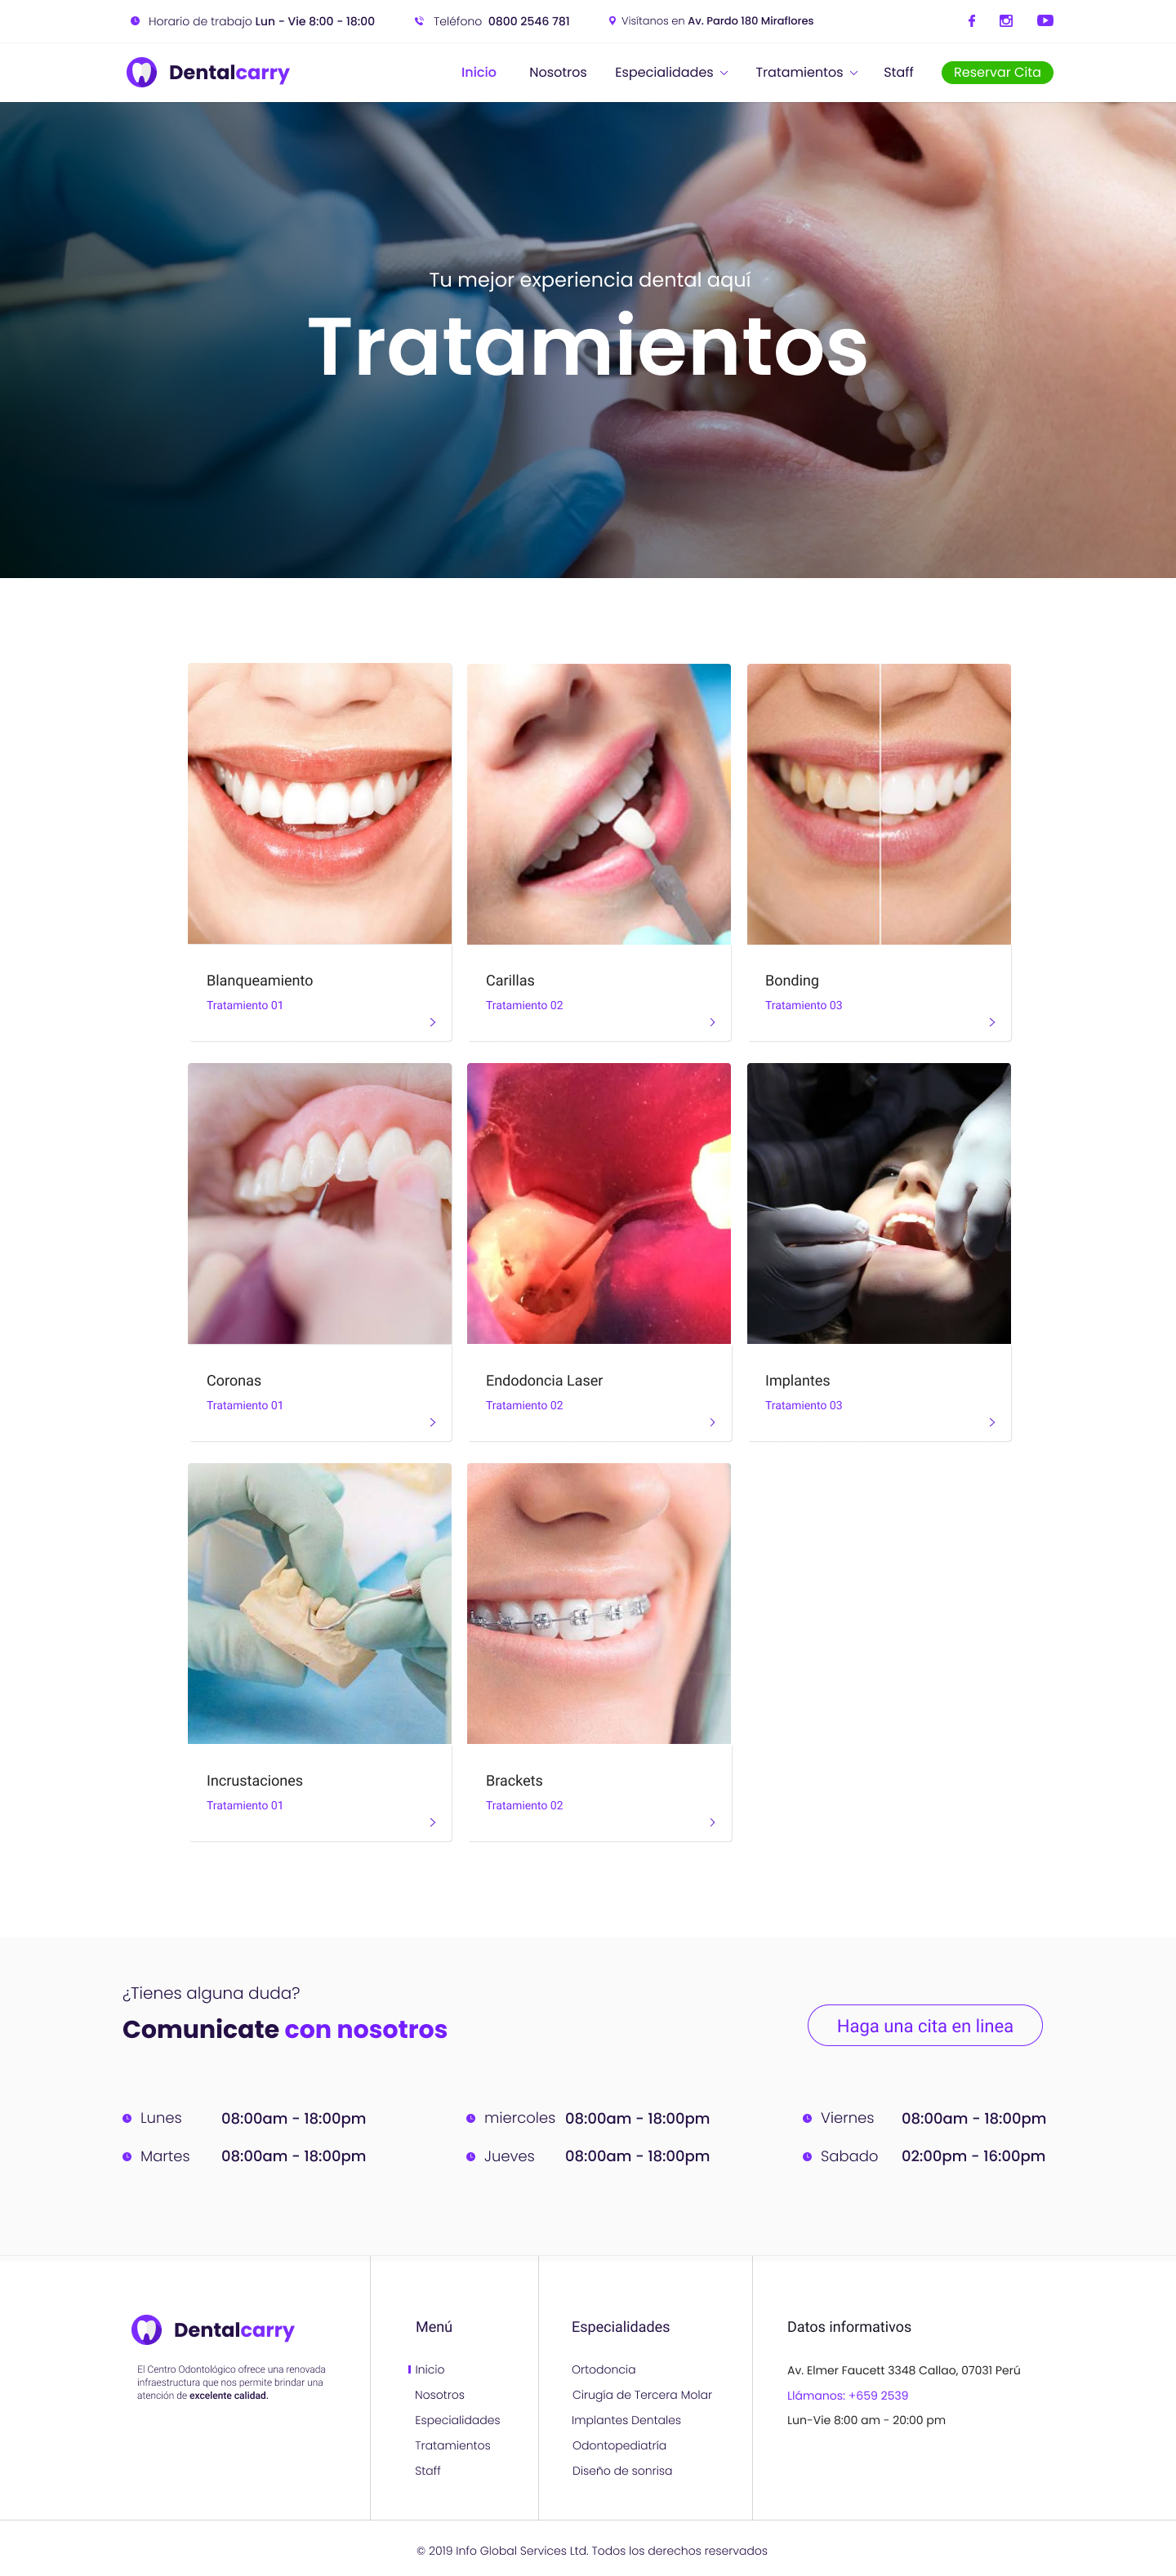 Horario de trabajo Lun - Vie 8:00 - 18:00
Teléfono 0800 2546 781
Visítanos en Av. Pardo 180 Miraflores
Dentalcarry
Inicio
Nosotros
Especialidades
Tratamientos
Staff
Reservar Cita
Tu mejor experiencia dental aquí
Tratamientos
Blanqueamiento
Tratamiento 01
Carillas
Tratamiento 02
Bonding
Tratamiento 03
Coronas
Tratamiento 01
Endodoncia Laser
Tratamiento 02
Implantes
Tratamiento 03
Incrustaciones
Tratamiento 01
Brackets
Tratamiento 02
¿Tienes alguna duda?
Comunicate con nosotros
Haga una cita en linea
Lunes 08:00am - 18:00pm
miercoles 08:00am - 18:00pm
Viernes 08:00am - 18:00pm
Martes 08:00am - 18:00pm
Jueves 08:00am - 18:00pm
Sabado 02:00pm - 16:00pm
Dentalcarry
El Centro Odontológico ofrece una renovada
infraestructura que nos permite brindar una
atención de excelente calidad.
Menú
Inicio
Nosotros
Especialidades
Tratamientos
Staff
Especialidades
Ortodoncia
Cirugía de Tercera Molar
Implantes Dentales
Odontopediatría
Diseño de sonrisa
Datos informativos
Av. Elmer Faucett 3348 Callao, 07031 Perú
Llámanos: +659 2539
Lun-Vie 8:00 am - 20:00 pm
© 2019 Info Global Services Ltd. Todos los derechos reservados